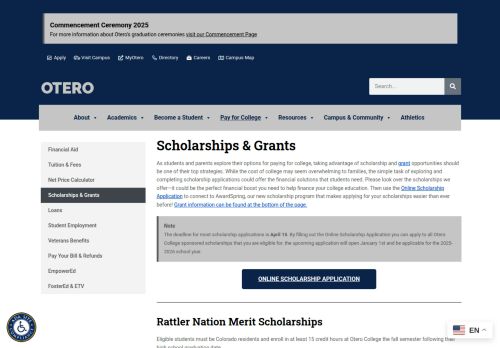 Commencement Ceremony 2025
For more information about Otero's graduation ceremonies visit our Commencement Page
Apply Visit Campus MyOtero Directory Careers Campus Map
OTERO
Search...
About Academics Become a Student Pay for College Resources Campus & Community Athletics
Financial Aid
Tuition & Fees
Net Price Calculator
Scholarships & Grants
Loans
Student Employment
Veterans Benefits
Pay Your Bill & Refunds
EmpowerEd
FosterEd & ETV
Scholarships & Grants
As students and parents explore their options for paying for college, taking advantage of scholarship and grant opportunities should
be one of their top strategies. While the cost of college may seem overwhelming to families, the simple task of exploring and
completing scholarship applications could offer the financial solutions that students need. Please look over the scholarships we
offer—it could be the perfect financial boost you need to help finance your college education. Then use the Online Scholarship
Application to connect to AwardSpring, our new scholarship program that makes applying for your scholarships easier than ever
before! Grant information can be found at the bottom of the page.
Note
The deadline for most scholarship applications is April 15. By filling out the Online Scholarship Application you can apply to all Otero
College sponsored scholarships that you are eligible for. the upcoming application will open January 1st and be applicable for the 2025-
2026 school year.
ONLINE SCHOLARSHIP APPLICATION
Rattler Nation Merit Scholarships
Eligible students must be Colorado residents and enroll in at least 15 credit hours at Otero College the fall semester following their
high school graduation date.
EN